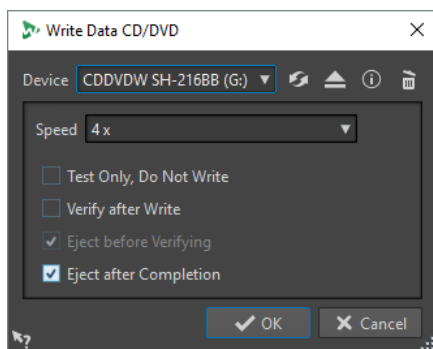 Write Data CD/DVD
Device CDDVDW SH-216BB (G:)
Speed 4 x
Test Only, Do Not Write
Verify after Write
Eject before Verifying
Eject after Completion
OK Cancel